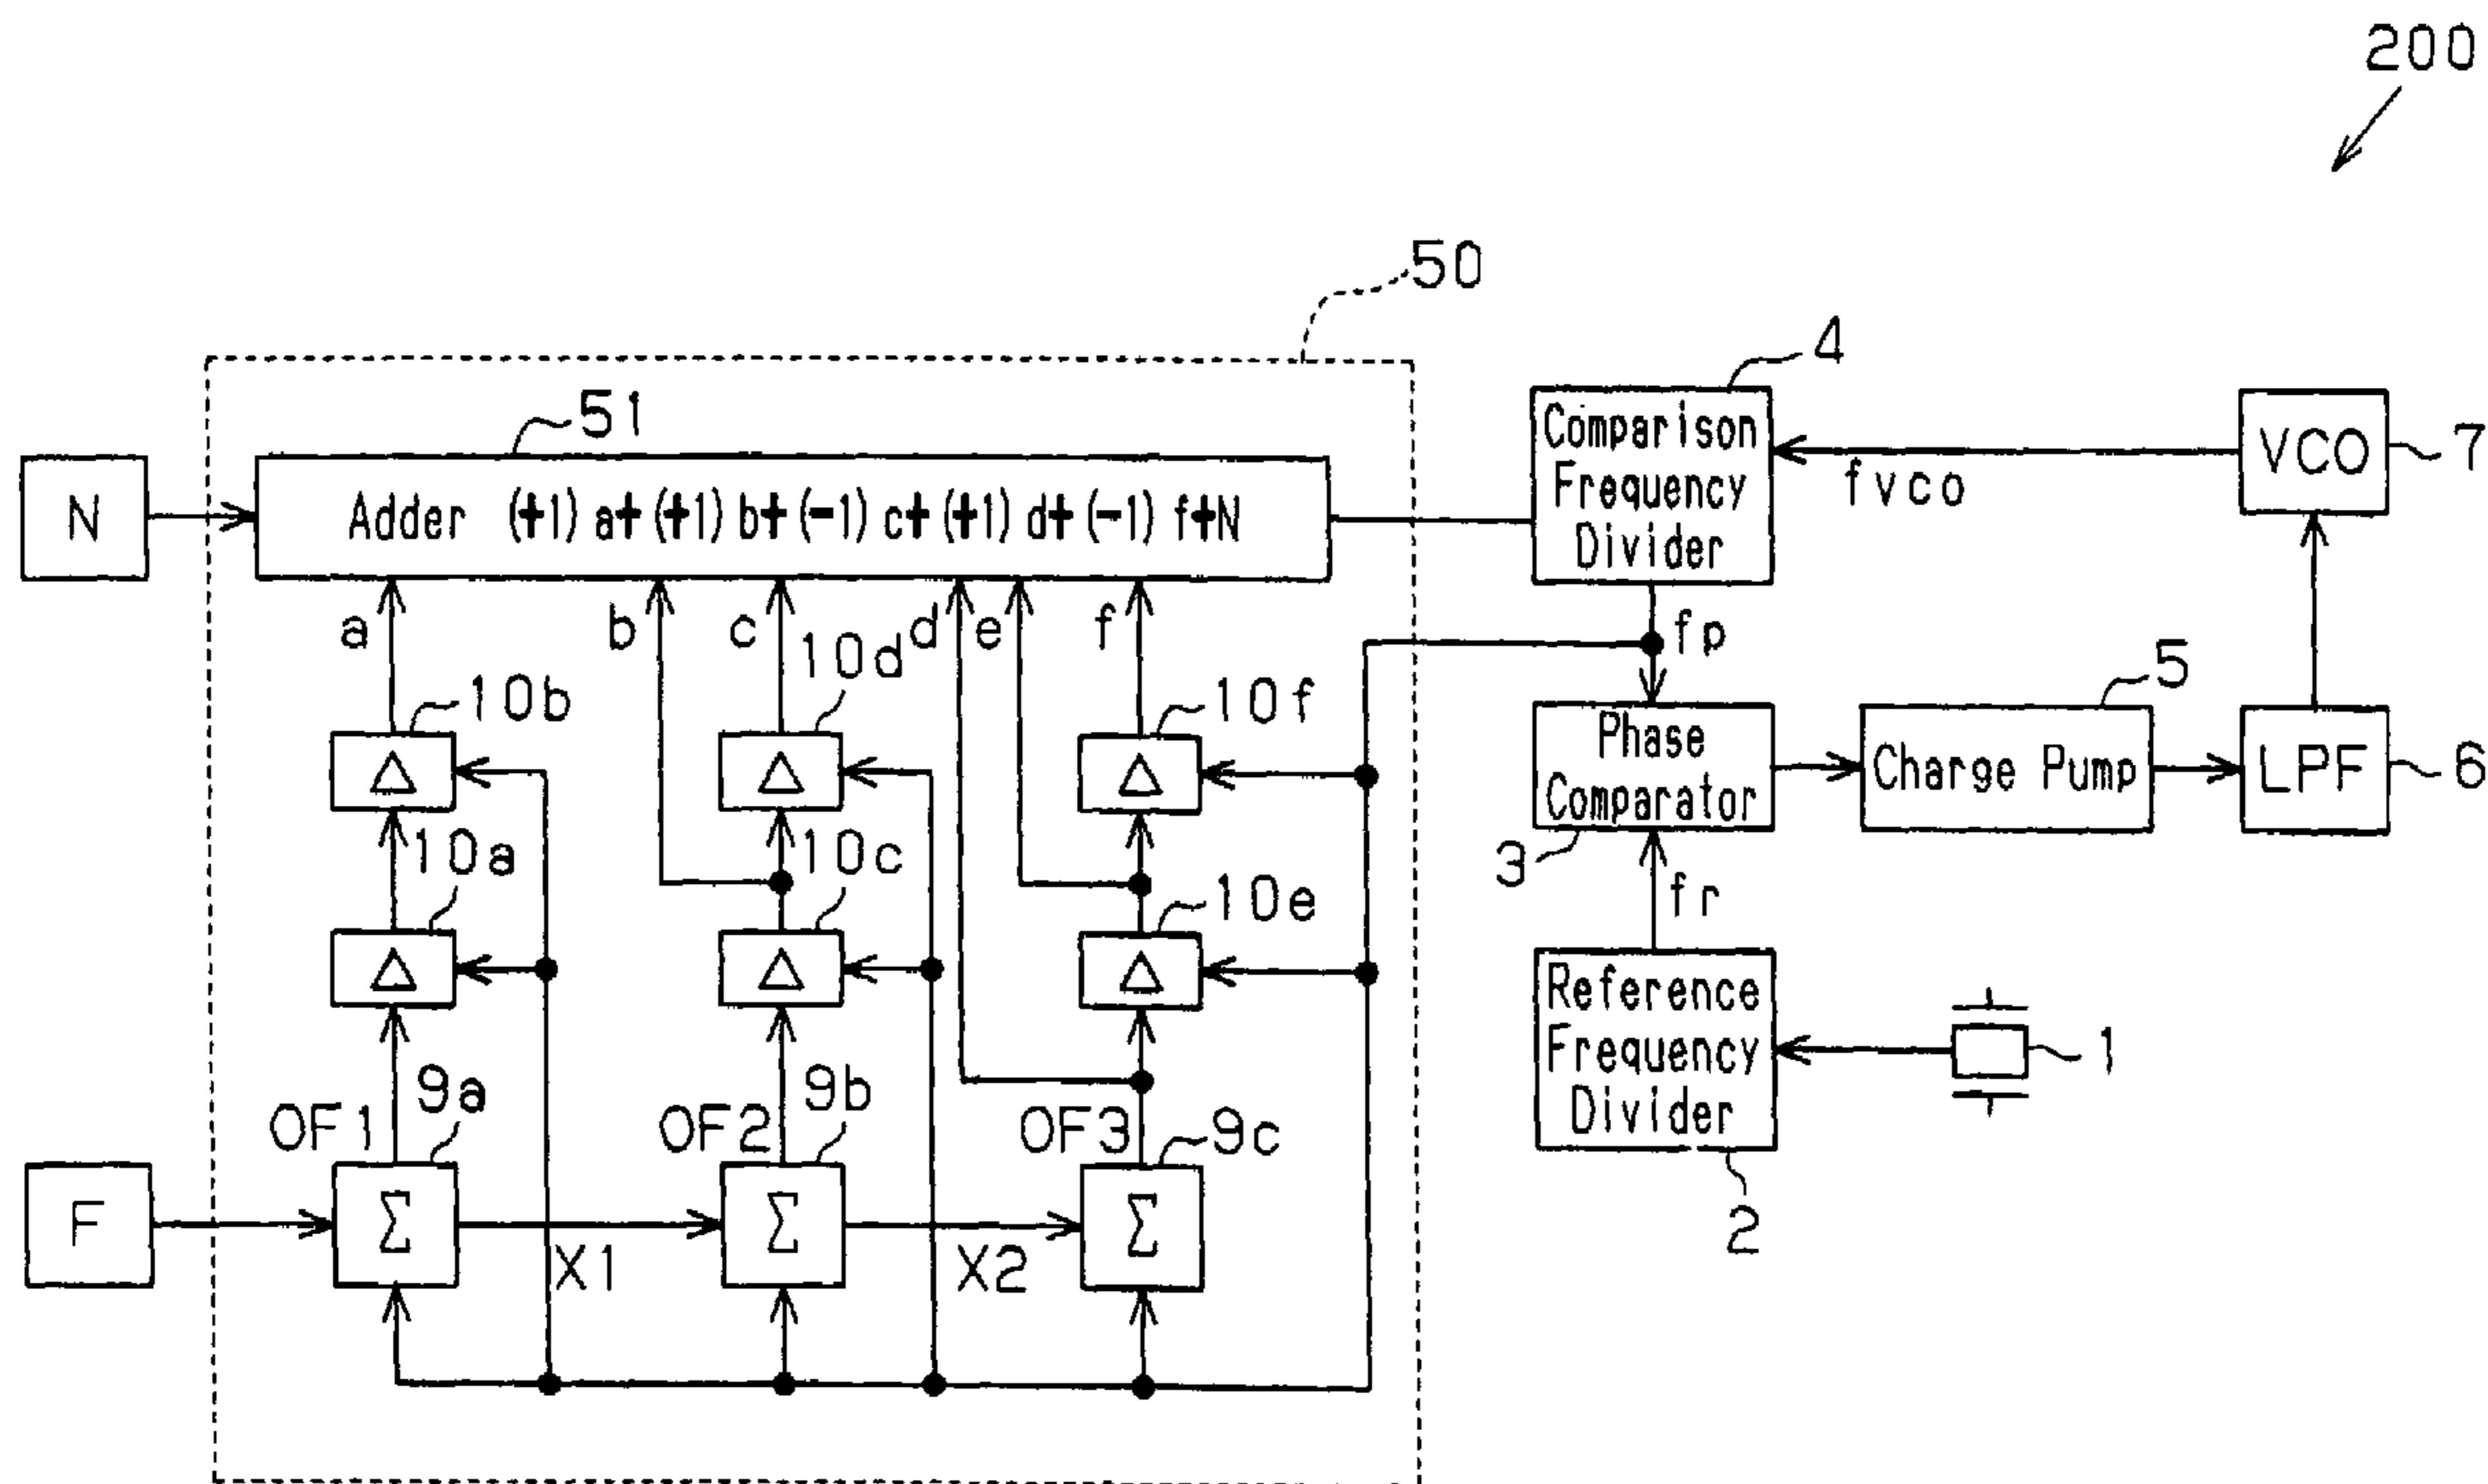 200
50
51
4
N
Adder (+1) a+(+1) b+(-1) c+(+1) d+(-1) f+N
Comparison
Frequency
Divider
fvco
VCO
7
a
b
c
d
e
f
fp
10b
10d
10f
5
Δ
Δ
Δ
Phase
Comparator
3
Charge Pump
LPF
6
10a
10c
10e
fr
Δ
Δ
Δ
Reference
Frequency
Divider
2
1
OF1
9a
OF2
9b
OF3
9c
F
Σ
X1
Σ
X2
Σ